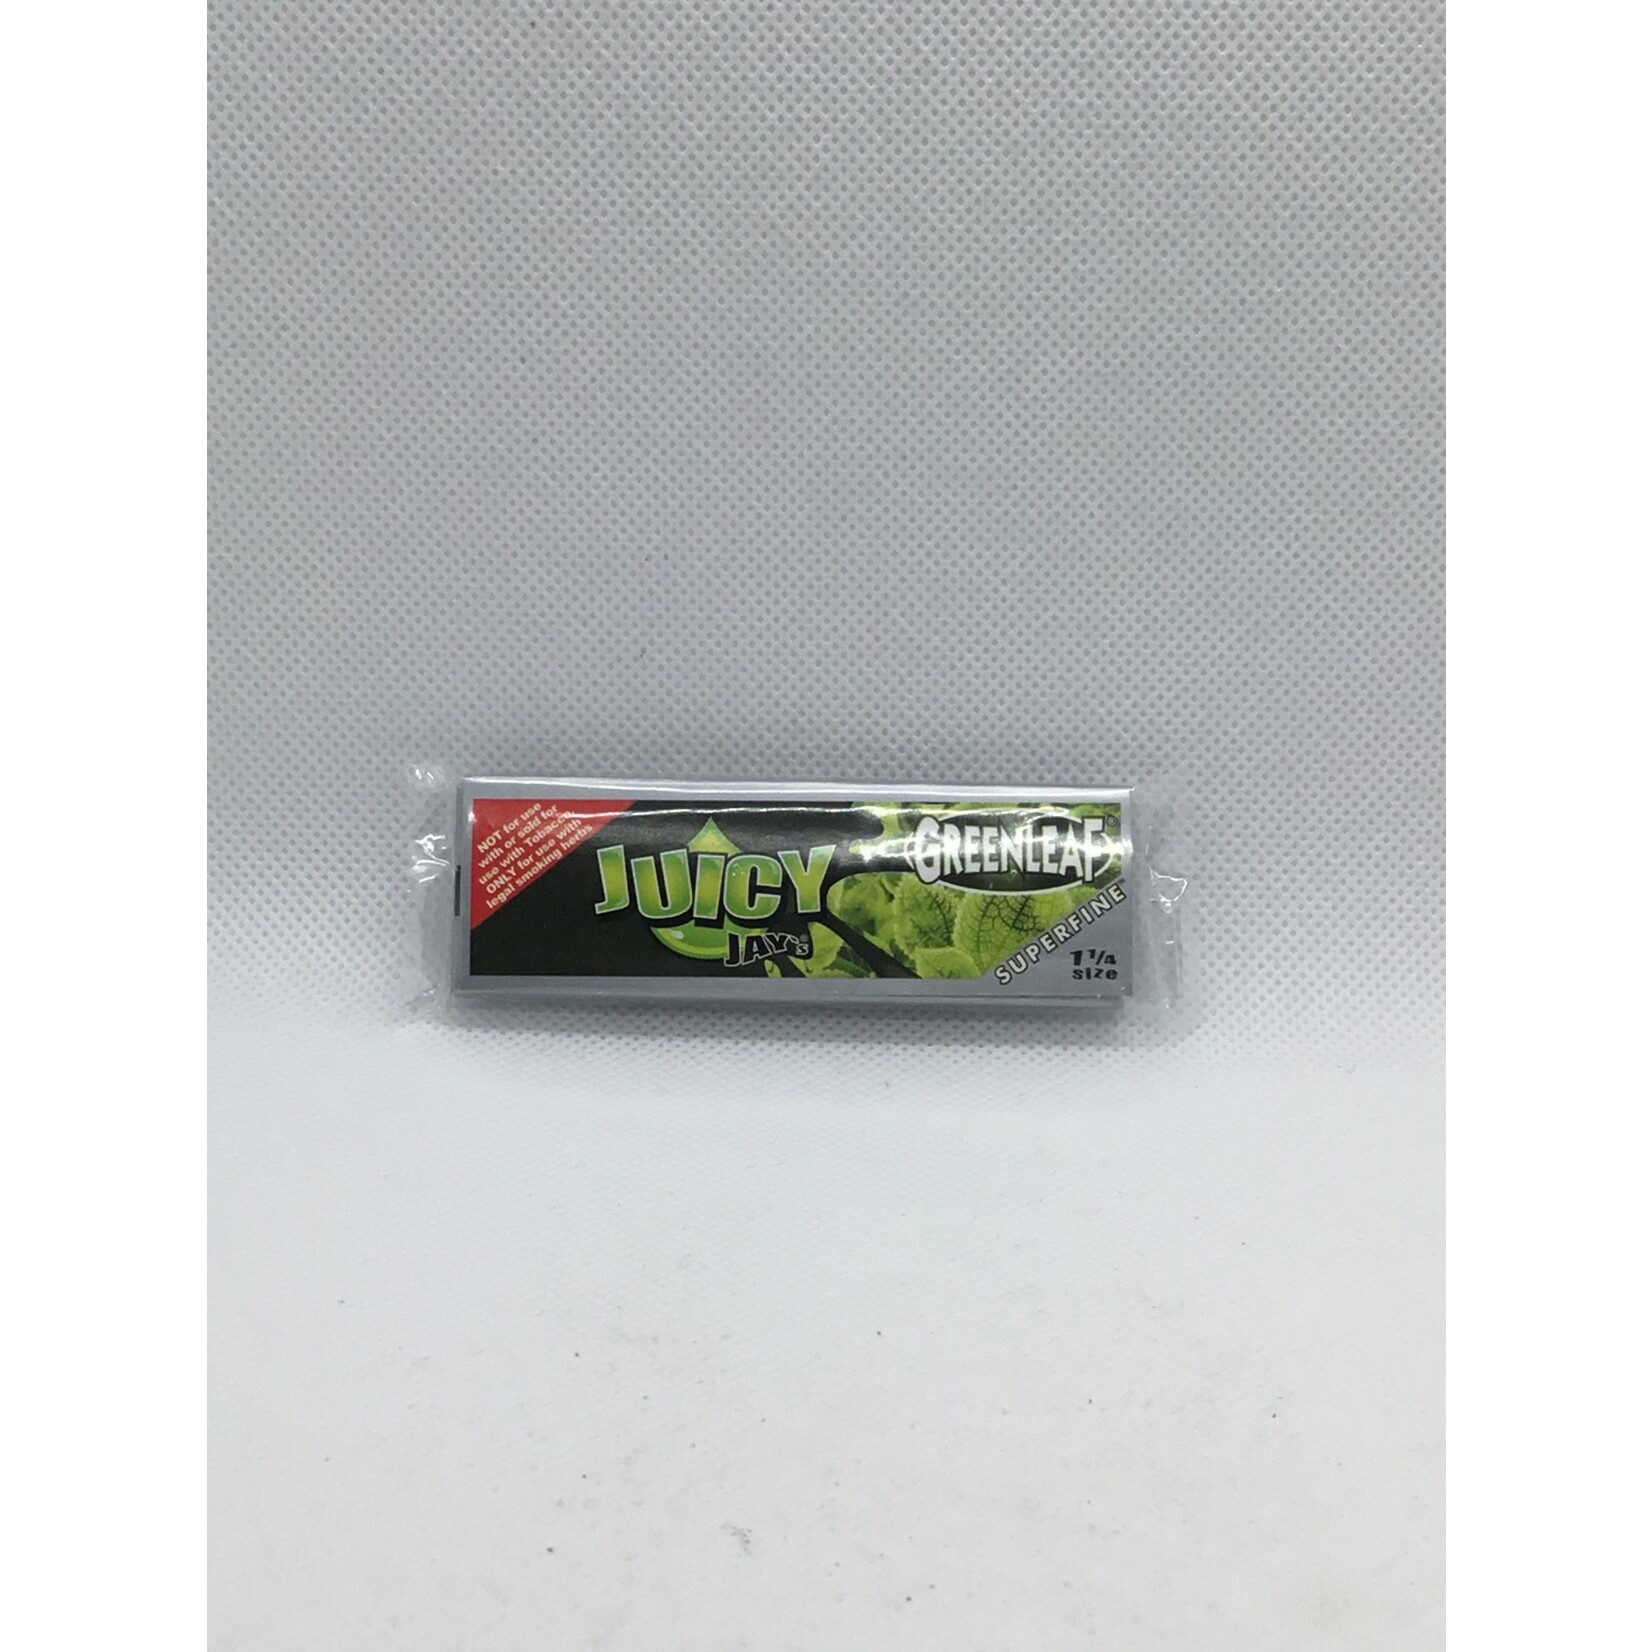 NOT for use
with or sold for
use with Tobacco.
ONLY for use with
legal smoking herbs
JUICY
JAY's®
GREENLEAF®
SUPERFINE™
1 1/4
size